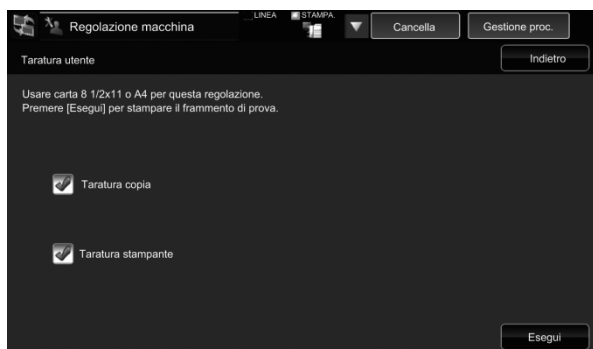 Regolazione macchina LINEA STAMPA. Cancella Gestione proc.
Taratura utente Indietro
Usare carta 8 1/2x11 o A4 per questa regolazione.
Premere [Esegui] per stampare il frammento di prova.
Taratura copia
Taratura stampante
Esegui